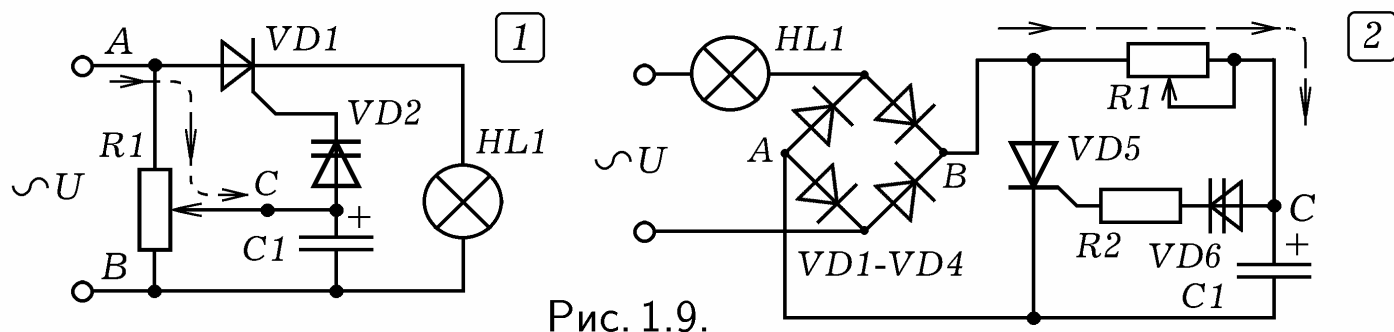 A
VD1
1
VD2
R1
HL1
∿U
C
+
C1
B
HL1
2
R1
∿U
A
B
VD5
C
R2
+
VD6
VD1-VD4
C1
Рис. 1.9.